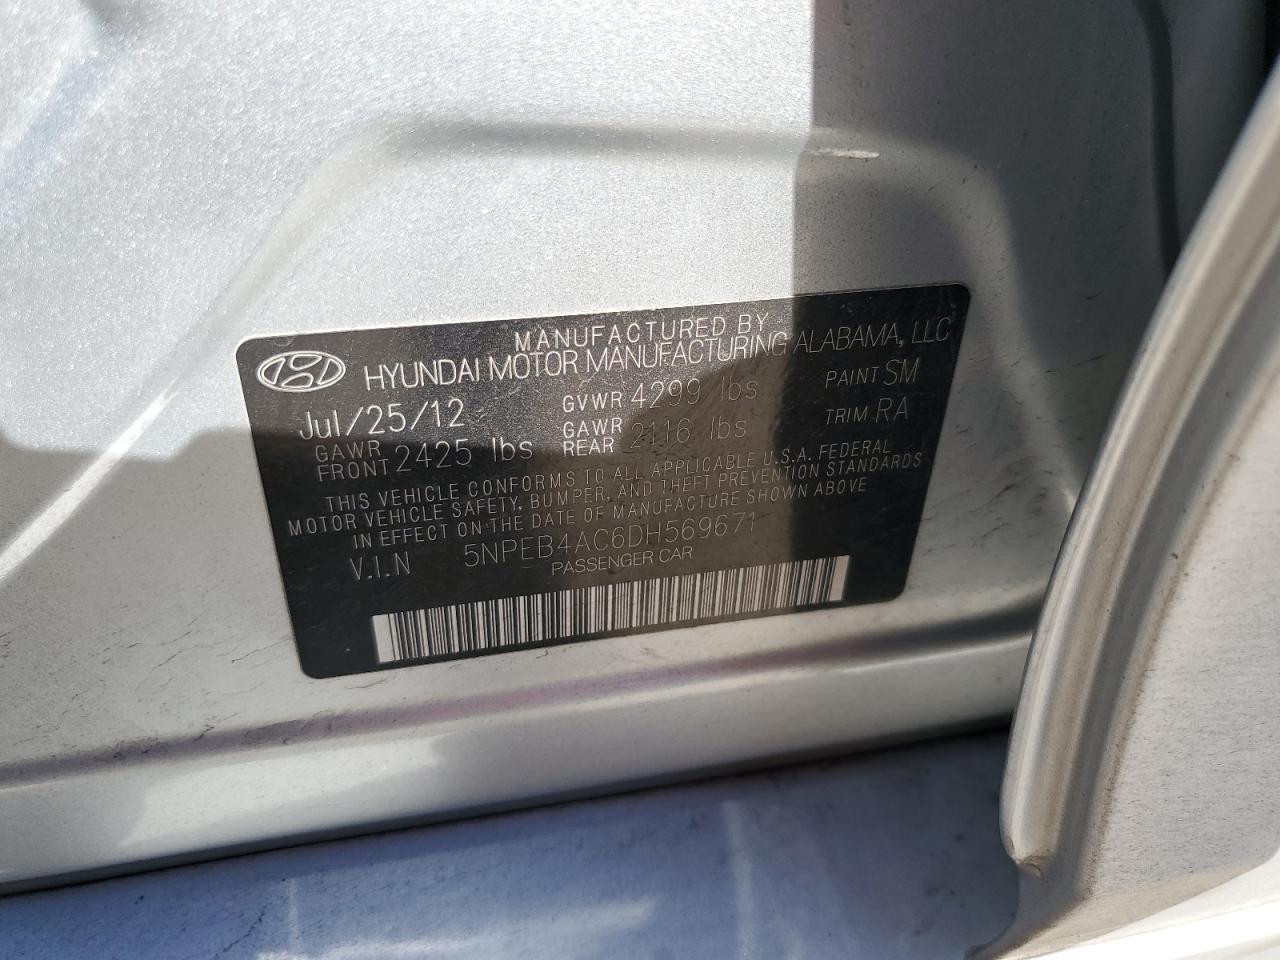 MANUFACTURED BY
HYUNDAI MOTOR MANUFACTURING ALABAMA, LLC
Jul/25/12 GVWR 4299 lbs PAINT SM
GAWR FRONT 2425 lbs GAWR REAR 2116 lbs TRIM RA
THIS VEHICLE CONFORMS TO ALL APPLICABLE U.S.A. FEDERAL
MOTOR VEHICLE SAFETY, BUMPER, AND THEFT PREVENTION STANDARDS
IN EFFECT ON THE DATE OF MANUFACTURE SHOWN ABOVE
V.I.N 5NPEB4AC6DH569671
PASSENGER CAR